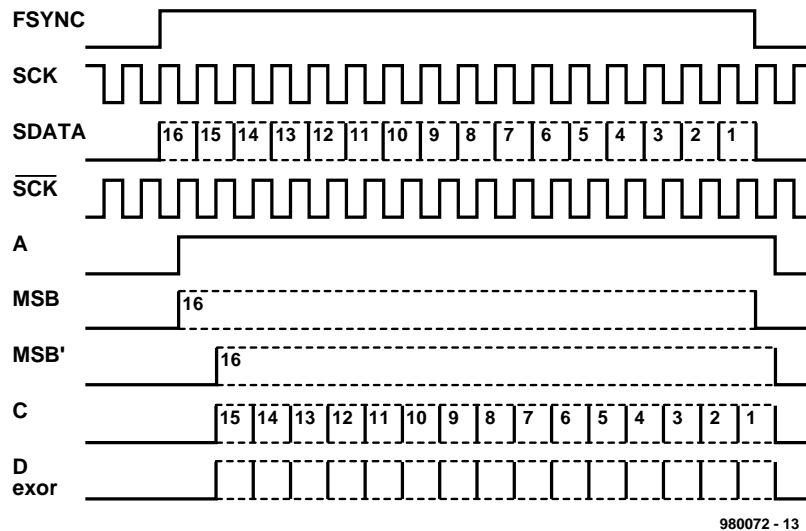 FSYNC
SCK
SDATA 16 15 14 13 12 11 10 9 8 7 6 5 4 3 2 1
S̅C̅K̅
A
MSB 16
MSB' 16
C 15 14 13 12 11 10 9 8 7 6 5 4 3 2 1
D
exor
980072 - 13